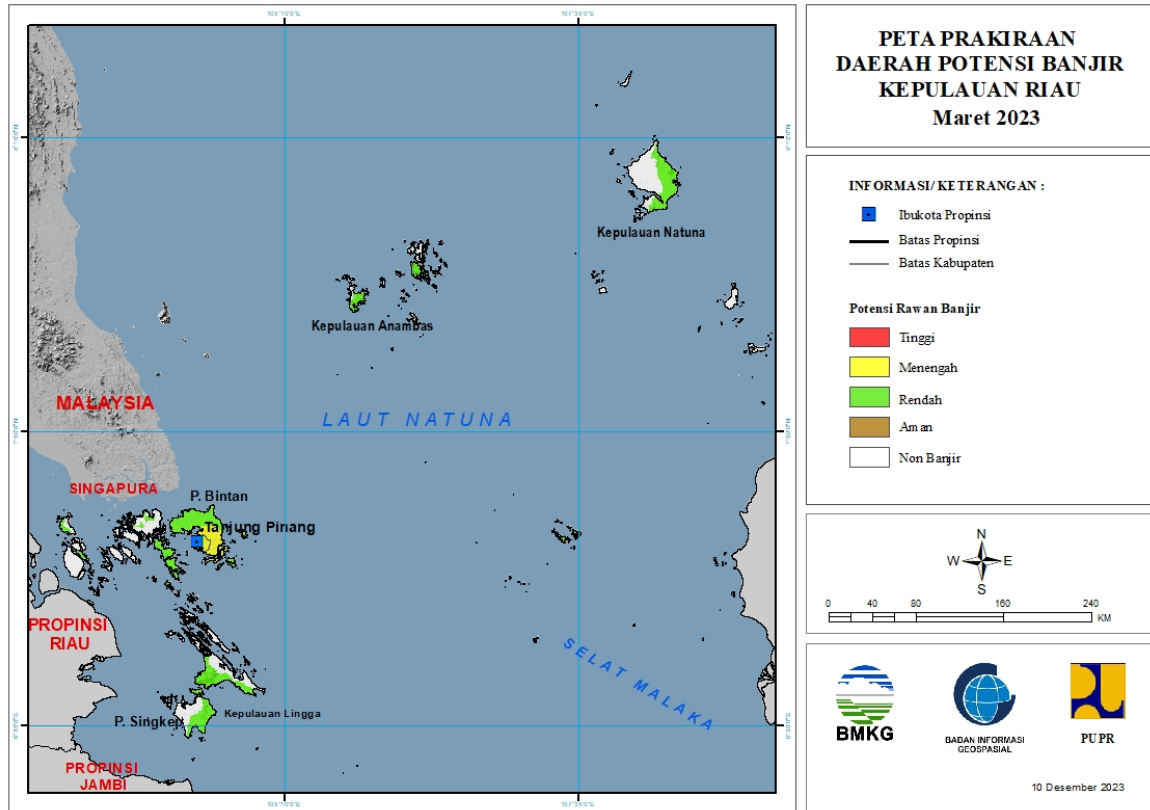 PETA PRAKIRAAN
DAERAH POTENSI BANJIR
KEPULAUAN RIAU
Maret 2023
INFORMASI/ KETERANGAN :
Ibukota Propinsi
Batas Propinsi
Batas Kabupaten
Potensi Rawan Banjir
Tinggi
Menengah
Rendah
Aman
Non Banjir
N
W E
S
0 40 80 160 240
KM
BMKG
BADAN INFORMASI
GEOSPASIAL
PUPR
10 Desember 2023
Kepulauan Natuna
Kepulauan Anambas
MALAYSIA
LAUT NATUNA
SINGAPURA
P. Bintan
Tanjung Pinang
PROPINSI
RIAU
SELAT MALAKA
Kepulauan Lingga
P. Singkep
PROPINSI
JAMBI